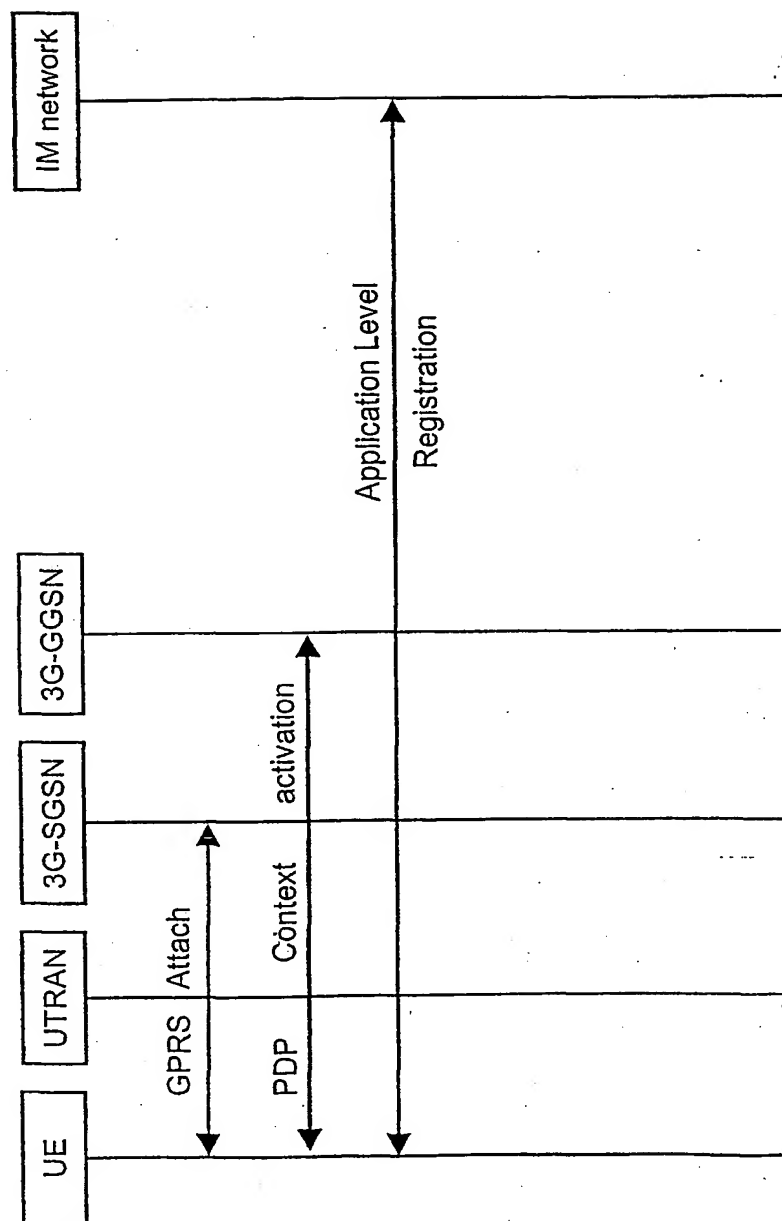 UE
UTRAN
3G-SGSN
3G-GGSN
IM network
GPRS Attach
PDP Context activation
Application Level
Registration